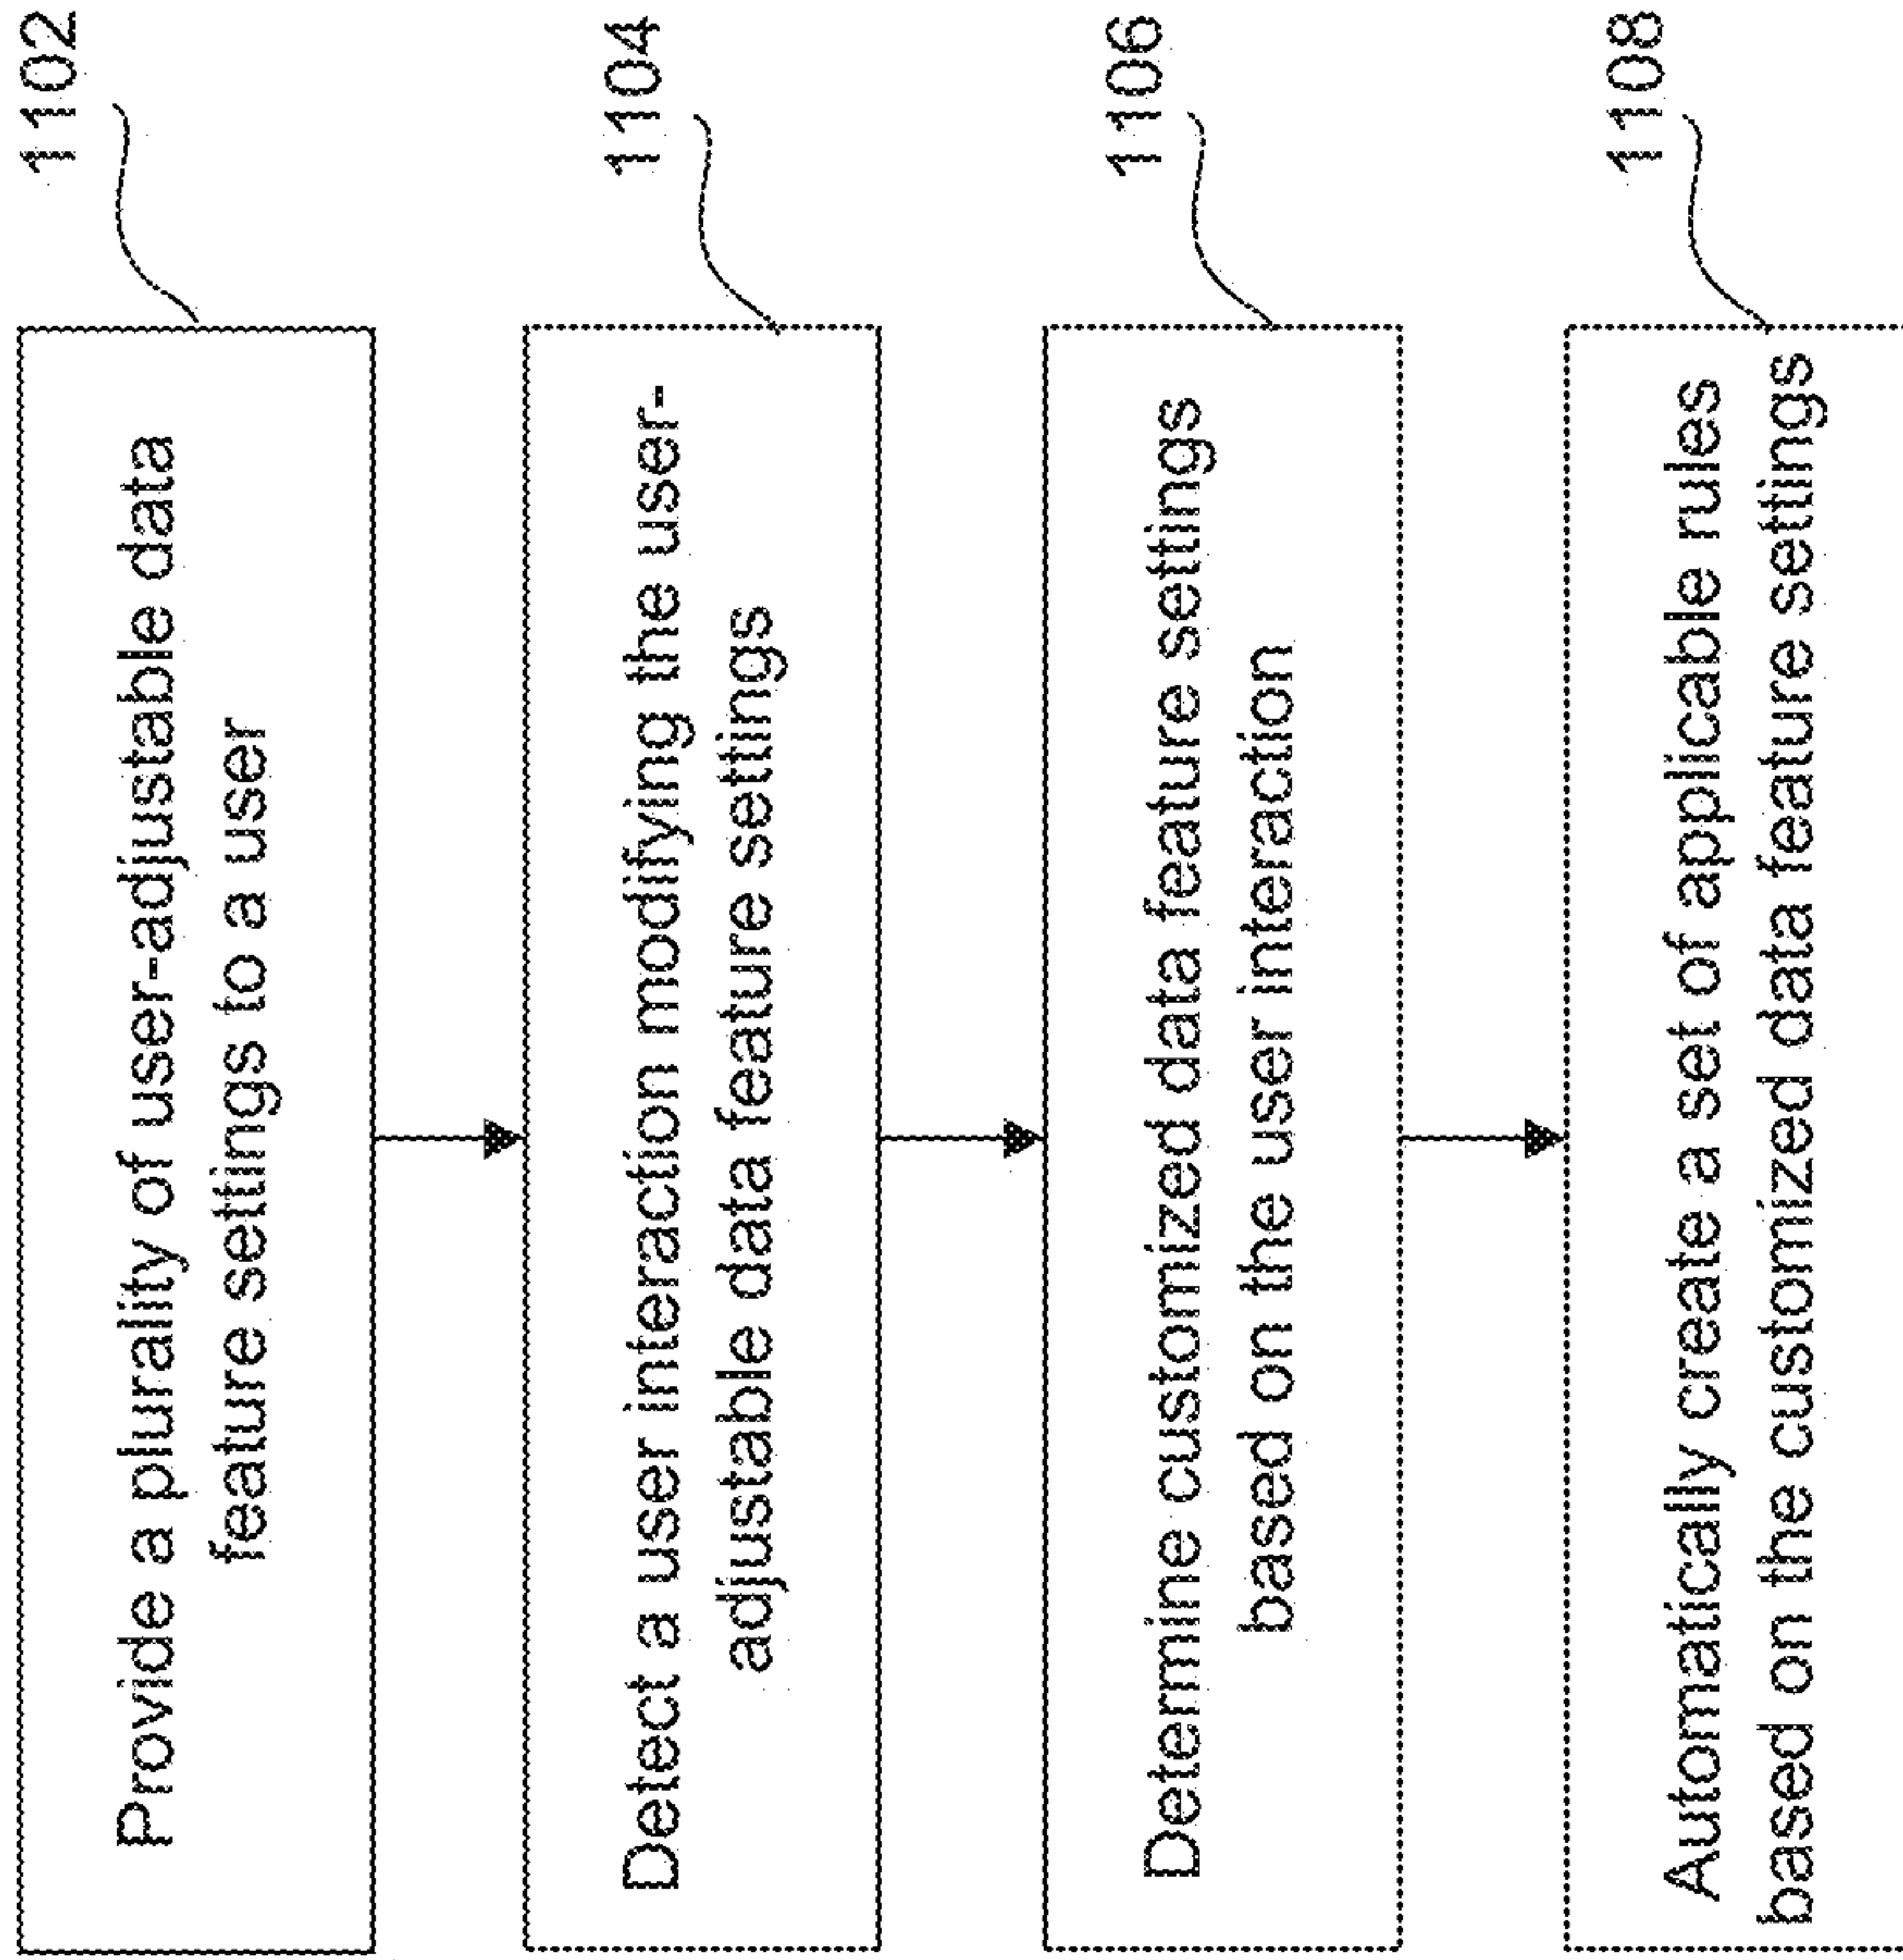 Provide a plurality of user-adjustable data
feature settings to a user
1102
Detect a user interaction modifying the user-
adjustable data feature settings
1104
Determine customized data feature settings
based on the user interaction
1106
Automatically create a set of applicable rules
based on the customized data feature settings
1108